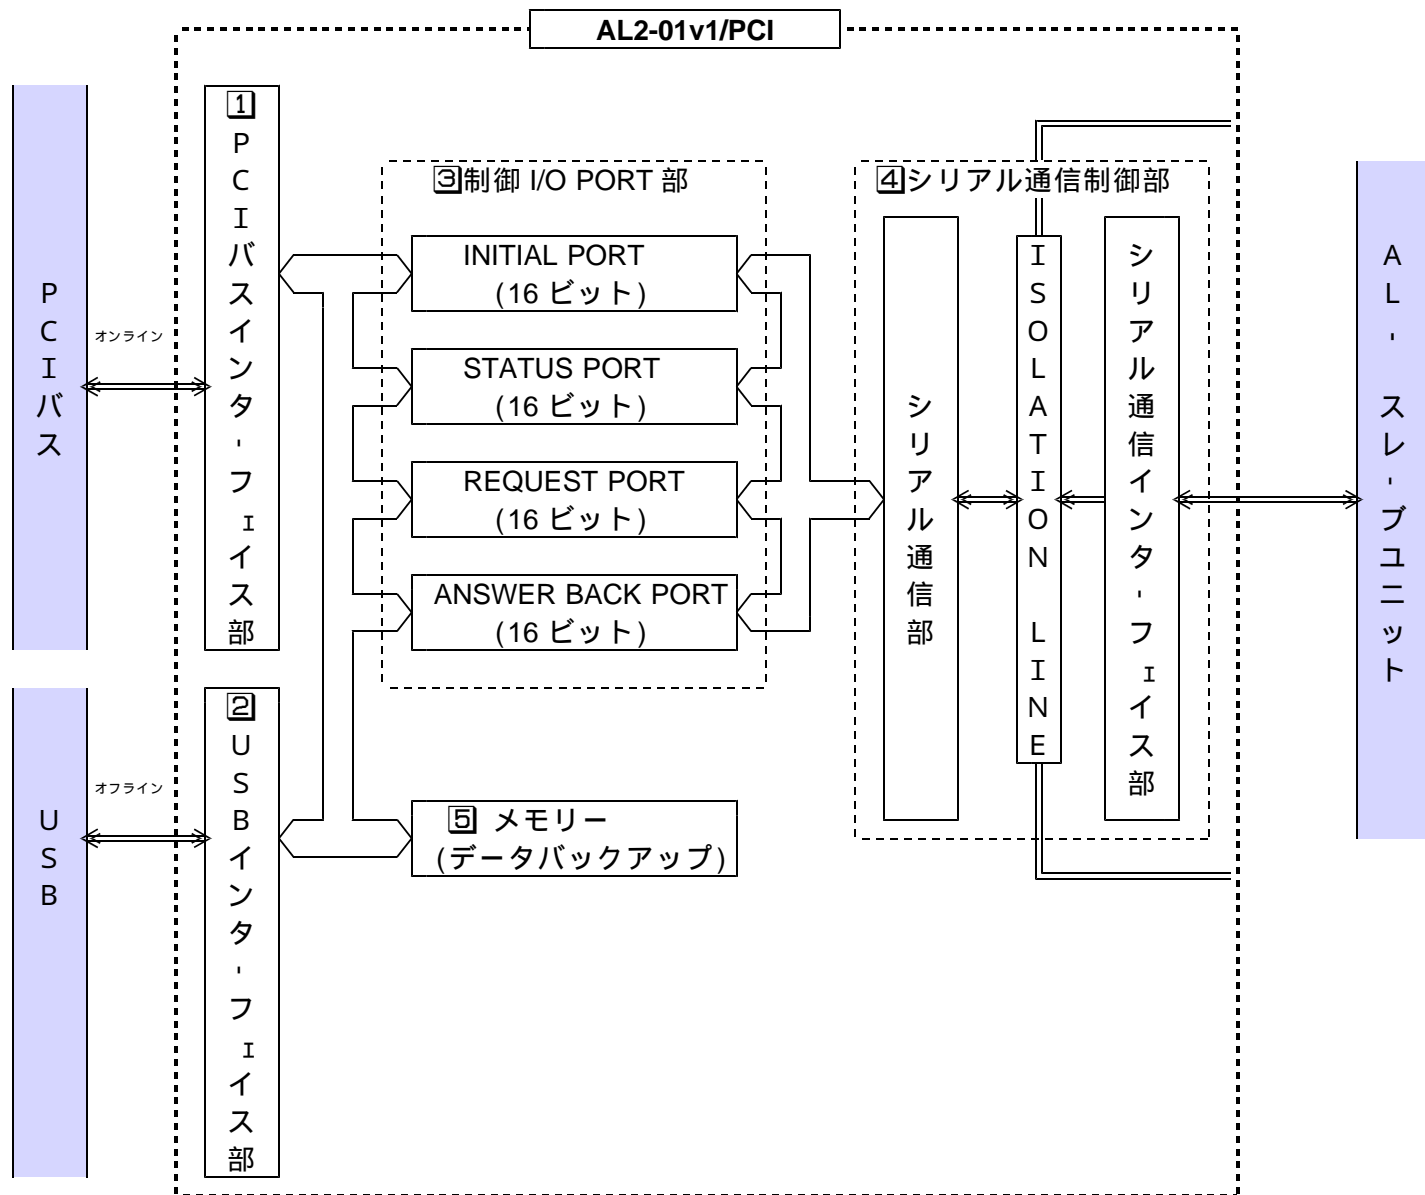 AL2-01v1/PCI
PCIバス
オンライン
1 PCIバスインタ-フェイス部
3制御 I/O PORT 部
INITIAL PORT
(16 ビット)
STATUS PORT
(16 ビット)
REQUEST PORT
(16 ビット)
ANSWER BACK PORT
(16 ビット)
4シリアル通信制御部
シリアル通信部
ISOLATION LINE
シリアル通信インタ-フェイス部
AL-スレ-ブユニット
USB
オフライン
2 USBインタ-フェイス部
5 メモリー
(データバックアップ)